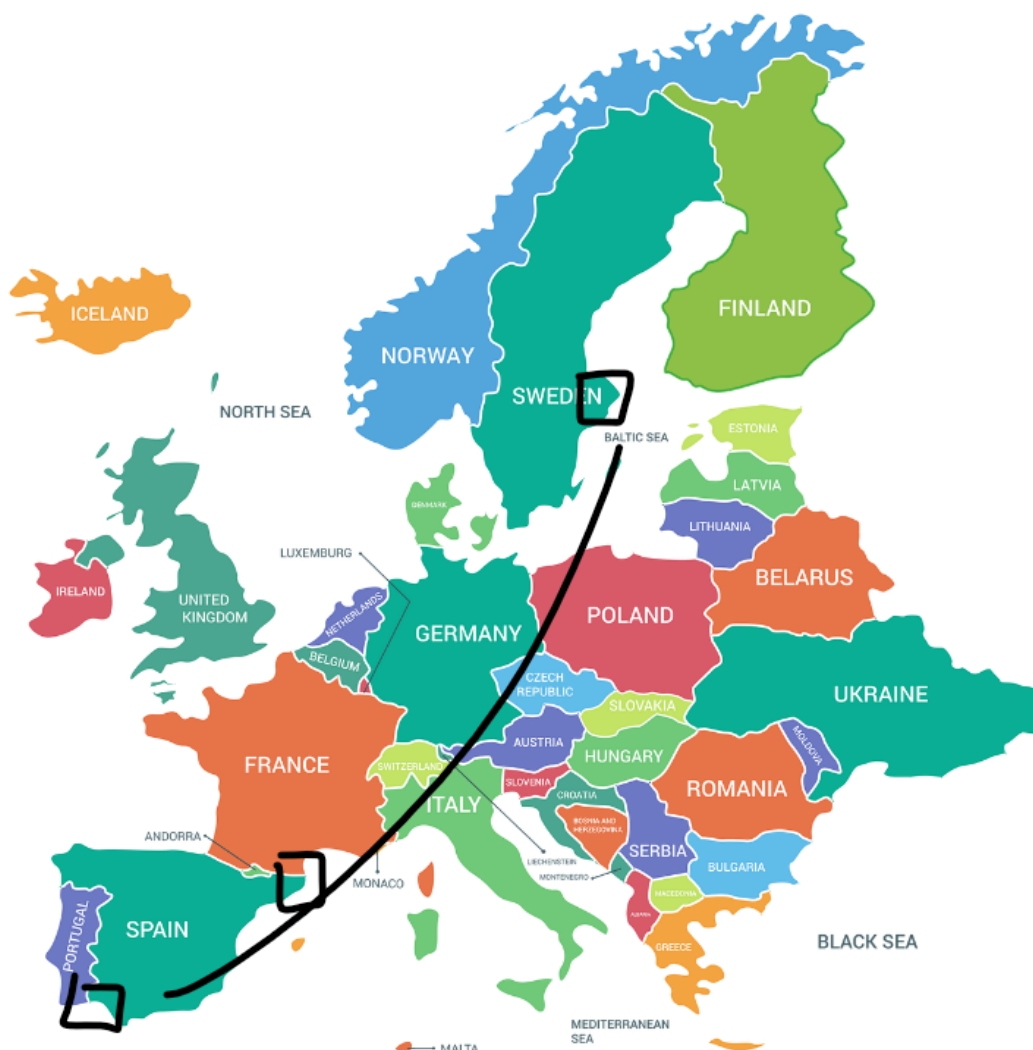 ICELAND
NORWAY
SWEDEN
FINLAND
NORTH SEA
BALTIC SEA
ESTONIA
LATVIA
LITHUANIA
DENMARK
LUXEMBURG
IRELAND
UNITED
KINGDOM
NETHERLANDS
BELGIUM
GERMANY
POLAND
BELARUS
CZECH
REPUBLIC
UKRAINE
SLOVAKIA
FRANCE
SWITZERLAND
AUSTRIA
HUNGARY
MOLDOVA
ITALY
SLOVENIA
CROATIA
ROMANIA
BOSNIA AND
HERZEGOVINA
ANDORRA
MONACO
LIECHENSTEIN
SERBIA
MONTENEGRO
BULGARIA
MACEDONIA
PORTUGAL
SPAIN
GREECE
BLACK SEA
MEDITERRANEAN
SEA
MALTA